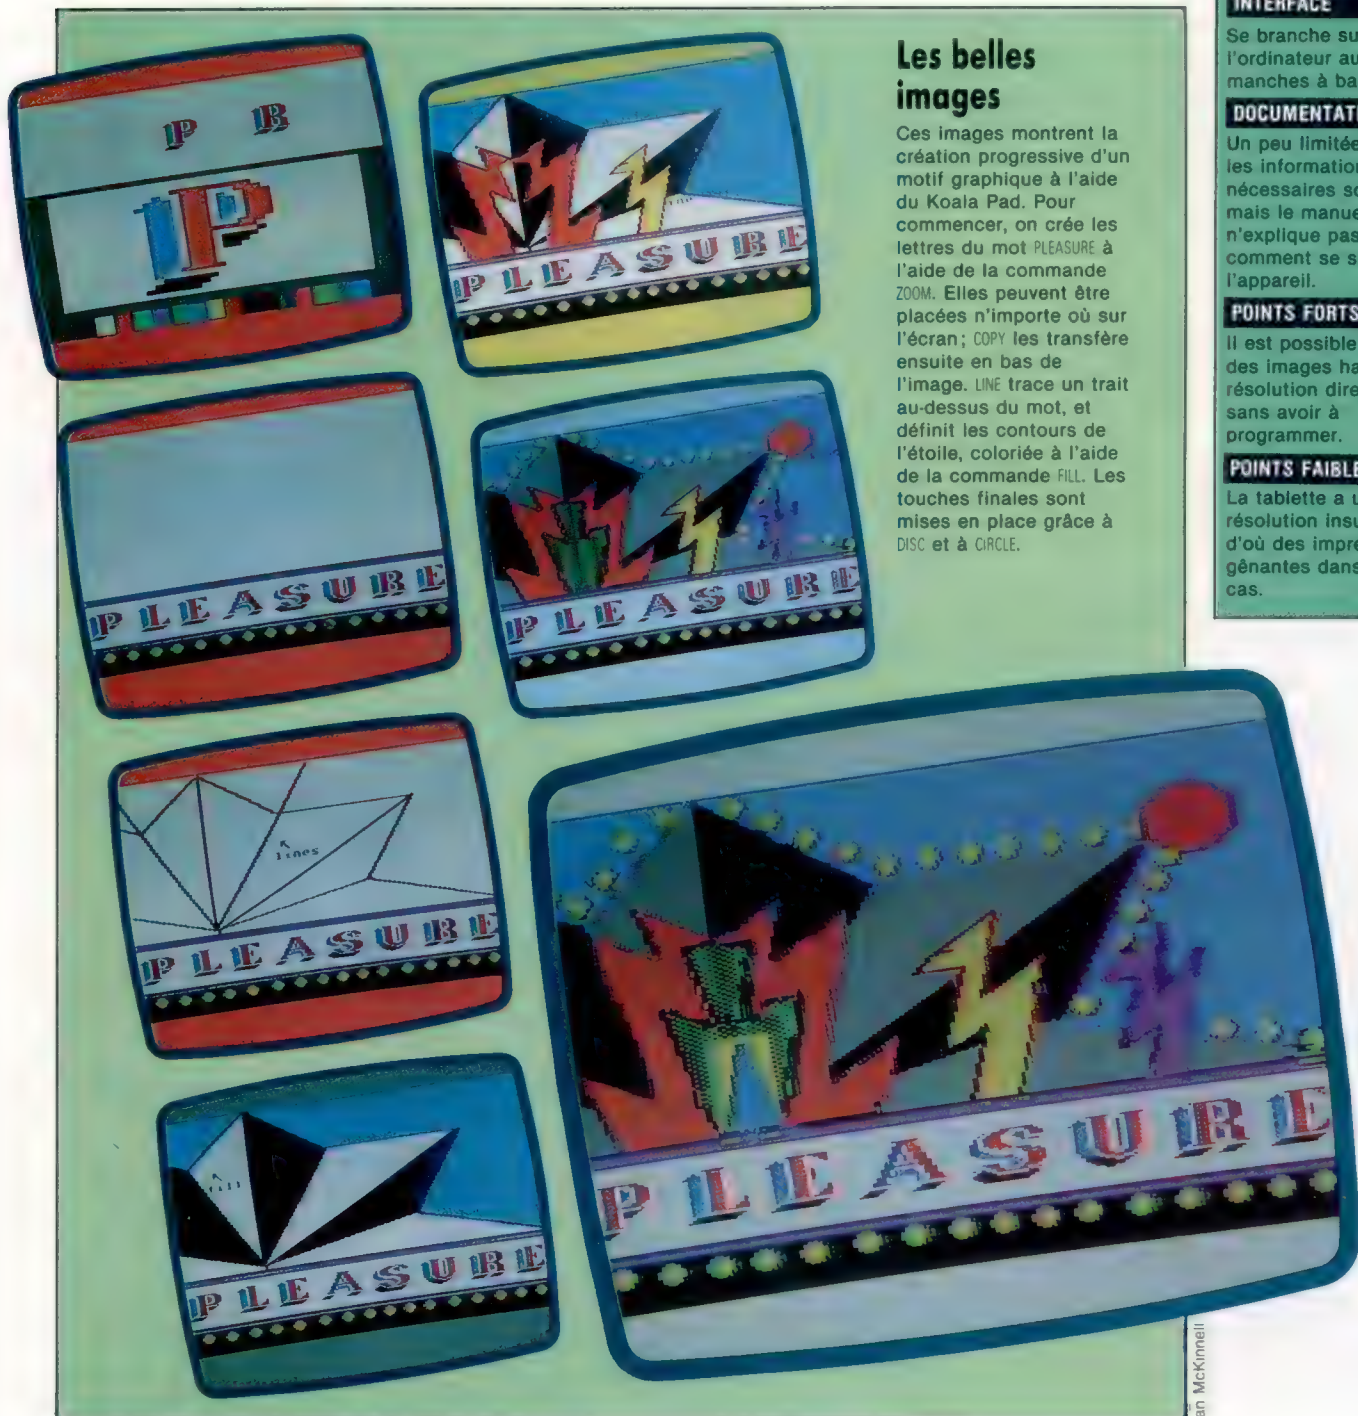 Les belles
images
Ces images montrent la
création progressive d'un
motif graphique à l'aide
du Koala Pad. Pour
commencer, on crée les
lettres du mot PLEASURE à
l'aide de la commande
ZOOM. Elles peuvent être
placées n'importe où sur
l'écran; COPY les transfère
ensuite en bas de
l'image. LINE trace un trait
au-dessus du mot, et
définit les contours de
l'étoile, coloriée à l'aide
de la commande FILL. Les
touches finales sont
mises en place grâce à
DISC et à CIRCLE.
INTERFACE
Se branche su
l'ordinateur au
manches à ba
DOCUMENTATI
Un peu limitée
les information
nécessaires so
mais le manue
n'explique pas
comment se s
l'appareil.
POINTS FORTS
Il est possible
des images ha
résolution dire
sans avoir à
programmer.
POINTS FAIBLE
La tablette a u
résolution insu
d'où des impré
gênantes dans
cas.
P R
P
PLEASURE
PLEASURE
PLEASURE
lines
PLEASURE
fill
PLEASURE
PLEASURE
an McKinnell